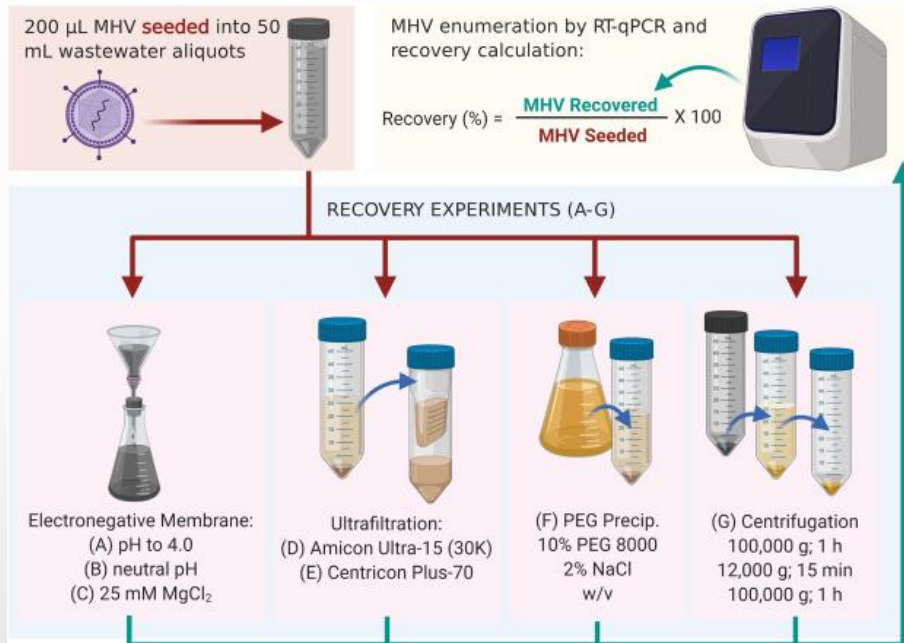 200 µL MHV seeded into 50
mL wastewater aliquots
MHV enumeration by RT-qPCR and
recovery calculation:
Recovery (%) = MHV Recovered / MHV Seeded X 100
RECOVERY EXPERIMENTS (A-G)
Electronegative Membrane:
(A) pH to 4.0
(B) neutral pH
(C) 25 mM MgCl₂
Ultrafiltration:
(D) Amicon Ultra-15 (30K)
(E) Centricon Plus-70
(F) PEG Precip.
10% PEG 8000
2% NaCl
w/v
(G) Centrifugation
100,000 g; 1 h
12,000 g; 15 min
100,000 g; 1 h